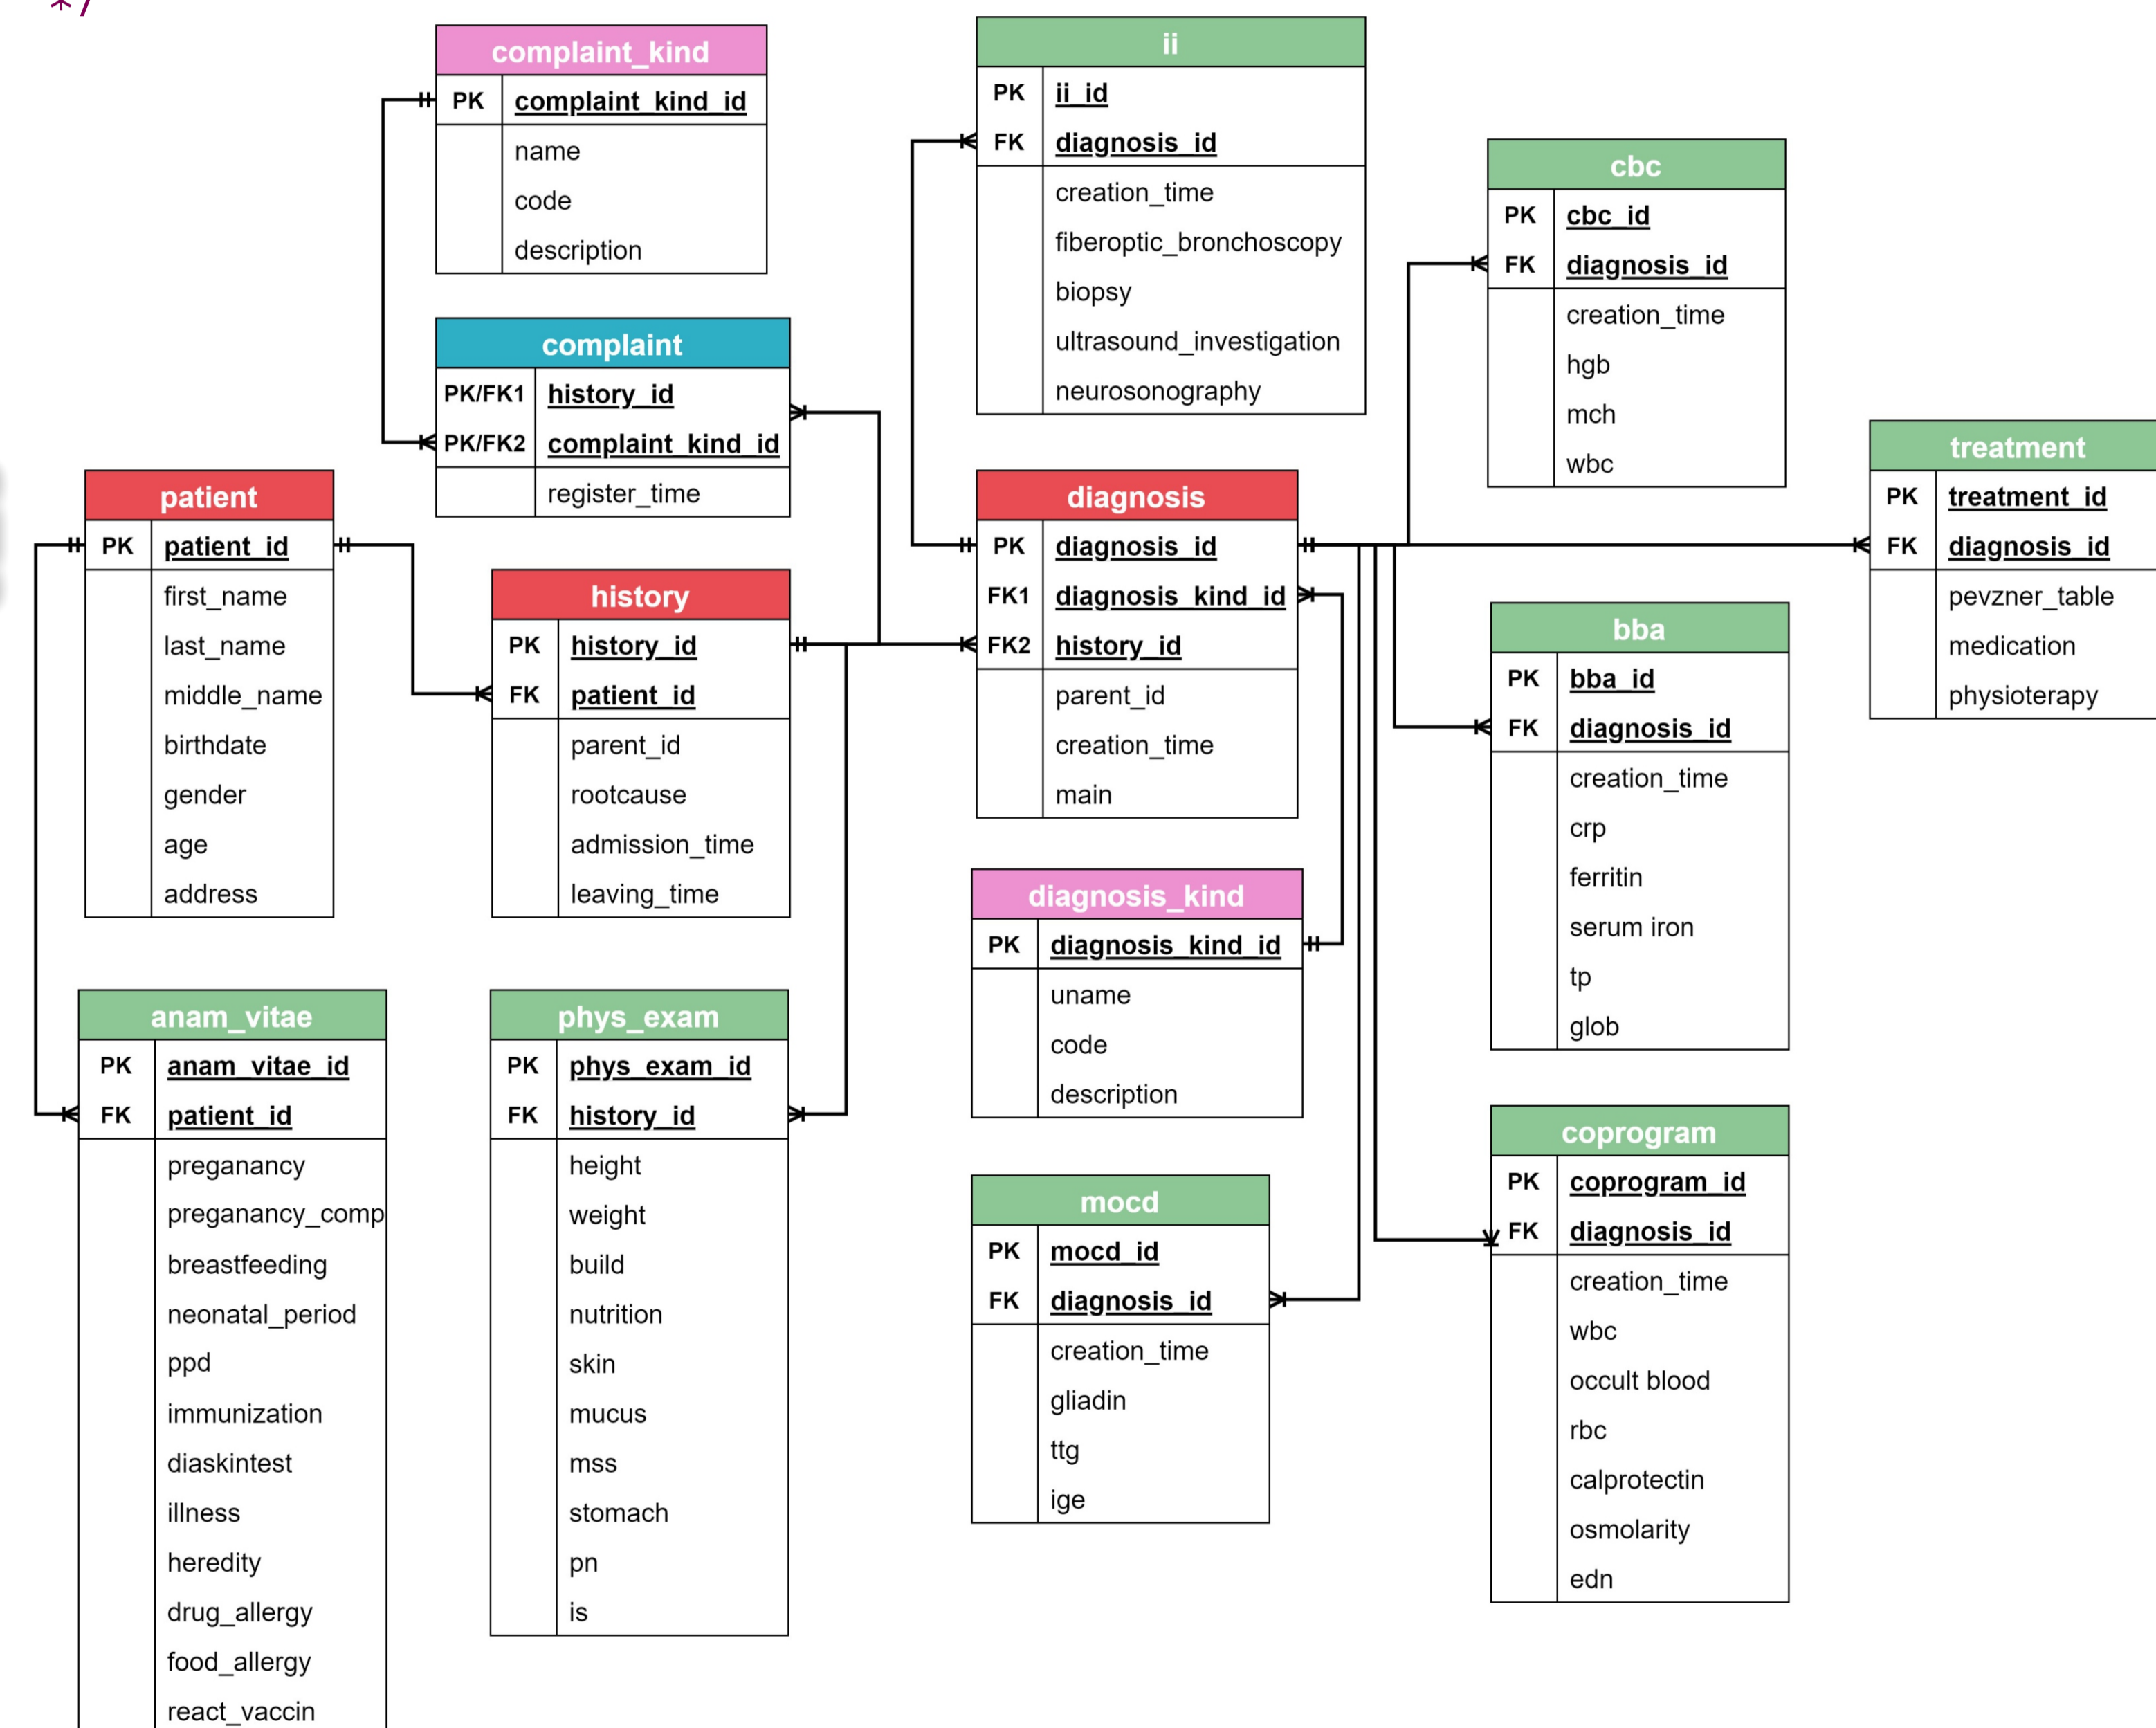 */
complaint_kind
PK complaint_kind_id
name
code
description
complaint
PK/FK1 history_id
PK/FK2 complaint_kind_id
register_time
patient
PK patient_id
first_name
last_name
middle_name
birthdate
gender
age
address
history
PK history_id
FK patient_id
parent_id
rootcause
admission_time
leaving_time
anam_vitae
PK anam_vitae_id
FK patient_id
preganancy
preganancy_comp
breastfeeding
neonatal_period
ppd
immunization
diaskintest
illness
heredity
drug_allergy
food_allergy
react_vaccin
phys_exam
PK phys_exam_id
FK history_id
height
weight
build
nutrition
skin
mucus
mss
stomach
pn
is
ii
PK ii_id
FK diagnosis_id
creation_time
fiberoptic_bronchoscopy
biopsy
ultrasound_investigation
neurosonography
diagnosis
PK diagnosis_id
FK1 diagnosis_kind_id
FK2 history_id
parent_id
creation_time
main
diagnosis_kind
PK diagnosis_kind_id
uname
code
description
mocd
PK mocd_id
FK diagnosis_id
creation_time
gliadin
ttg
ige
cbc
PK cbc_id
FK diagnosis_id
creation_time
hgb
mch
wbc
bba
PK bba_id
FK diagnosis_id
creation_time
crp
ferritin
serum iron
tp
glob
coprogram
PK coprogram_id
FK diagnosis_id
creation_time
wbc
occult blood
rbc
calprotectin
osmolarity
edn
treatment
PK treatment_id
FK diagnosis_id
pevzner_table
medication
physioterapy